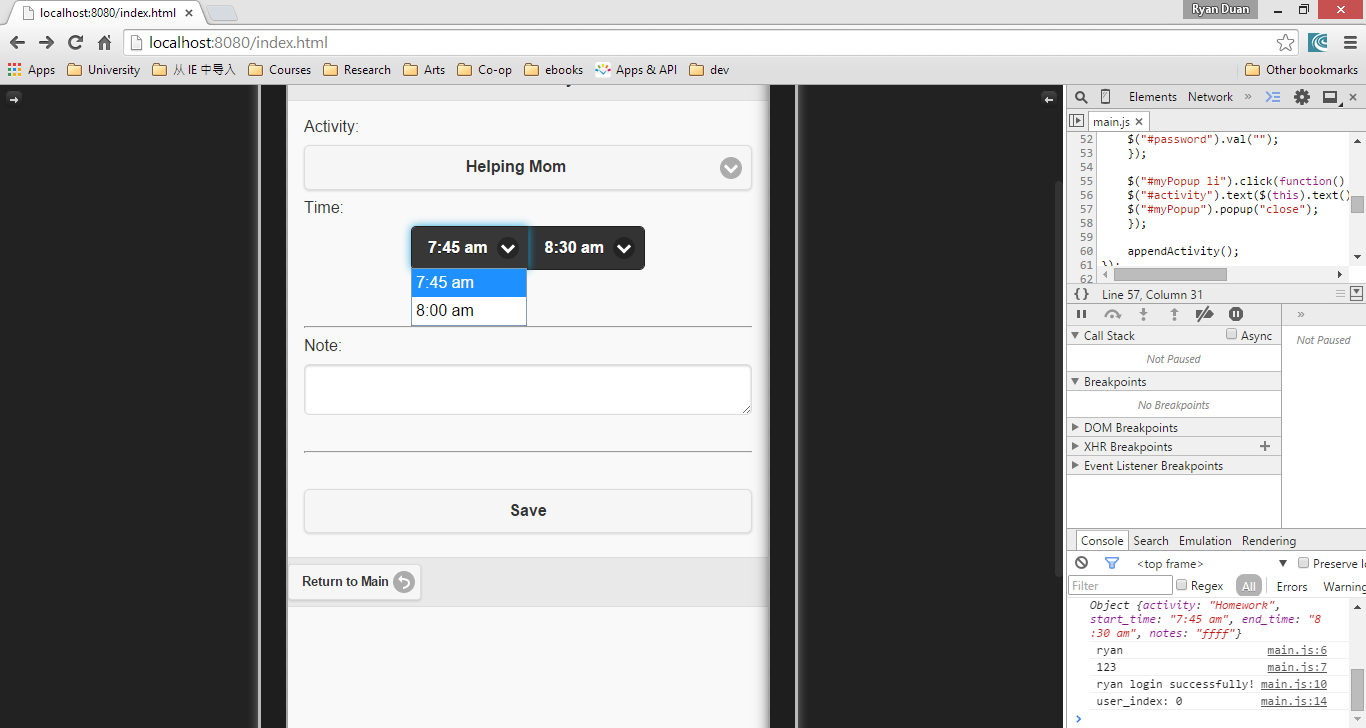 localhost:8080/index.html
Ryan Duan
localhost:8080/index.html
Apps University 从 IE 中导入 Courses Research Arts Co-op ebooks Apps & API dev Other bookmarks
Activity:
Helping Mom
Time:
7:45 am 8:30 am
7:45 am
8:00 am
Note:
Save
Return to Main
Elements Network »
main.js
52 $("#password").val("");
53 });
54
55 $("#myPopup li").click(function()
56 $("#activity").text($(this).text()
57 $("#myPopup").popup("close");
58 });
59
60 appendActivity();
61 });
62
{} Line 57, Column 31
»
Call Stack Async
Not Paused
Not Paused
Breakpoints
No Breakpoints
DOM Breakpoints
XHR Breakpoints
Event Listener Breakpoints
Console Search Emulation Rendering
<top frame> Preserve lo
Filter Regex All Errors Warning
Object {activity: "Homework",
start_time: "7:45 am", end_time: "8
:30 am", notes: "ffff"}
ryan main.js:6
123 main.js:7
ryan login successfully! main.js:10
user_index: 0 main.js:14
>